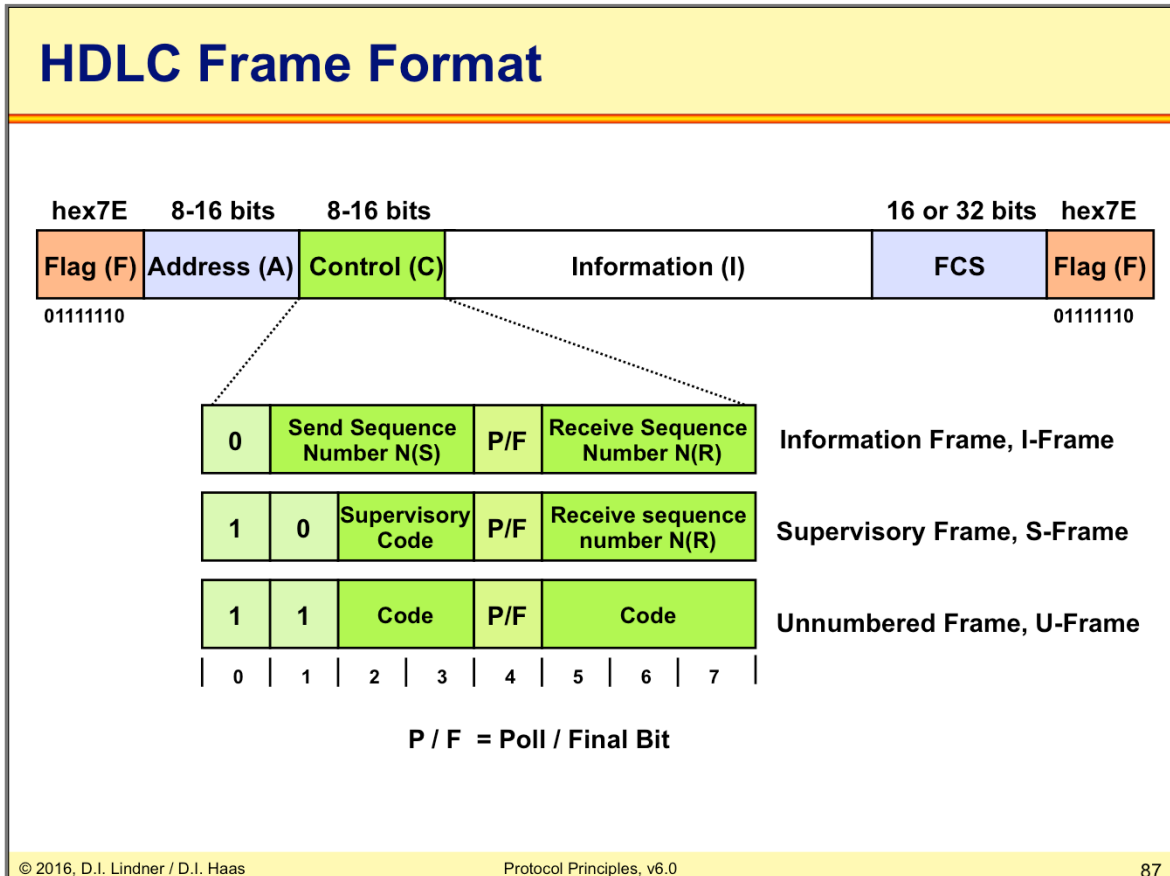 HDLC Frame Format
hex7E 8-16 bits 8-16 bits 16 or 32 bits hex7E
Flag (F) Address (A) Control (C) Information (I) FCS Flag (F)
01111110 01111110
0 Send Sequence Number N(S) P/F Receive Sequence Number N(R) Information Frame, I-Frame
1 0 Supervisory Code P/F Receive sequence number N(R) Supervisory Frame, S-Frame
1 1 Code P/F Code Unnumbered Frame, U-Frame
0 1 2 3 4 5 6 7
P / F = Poll / Final Bit
© 2016, D.I. Lindner / D.I. Haas Protocol Principles, v6.0 87